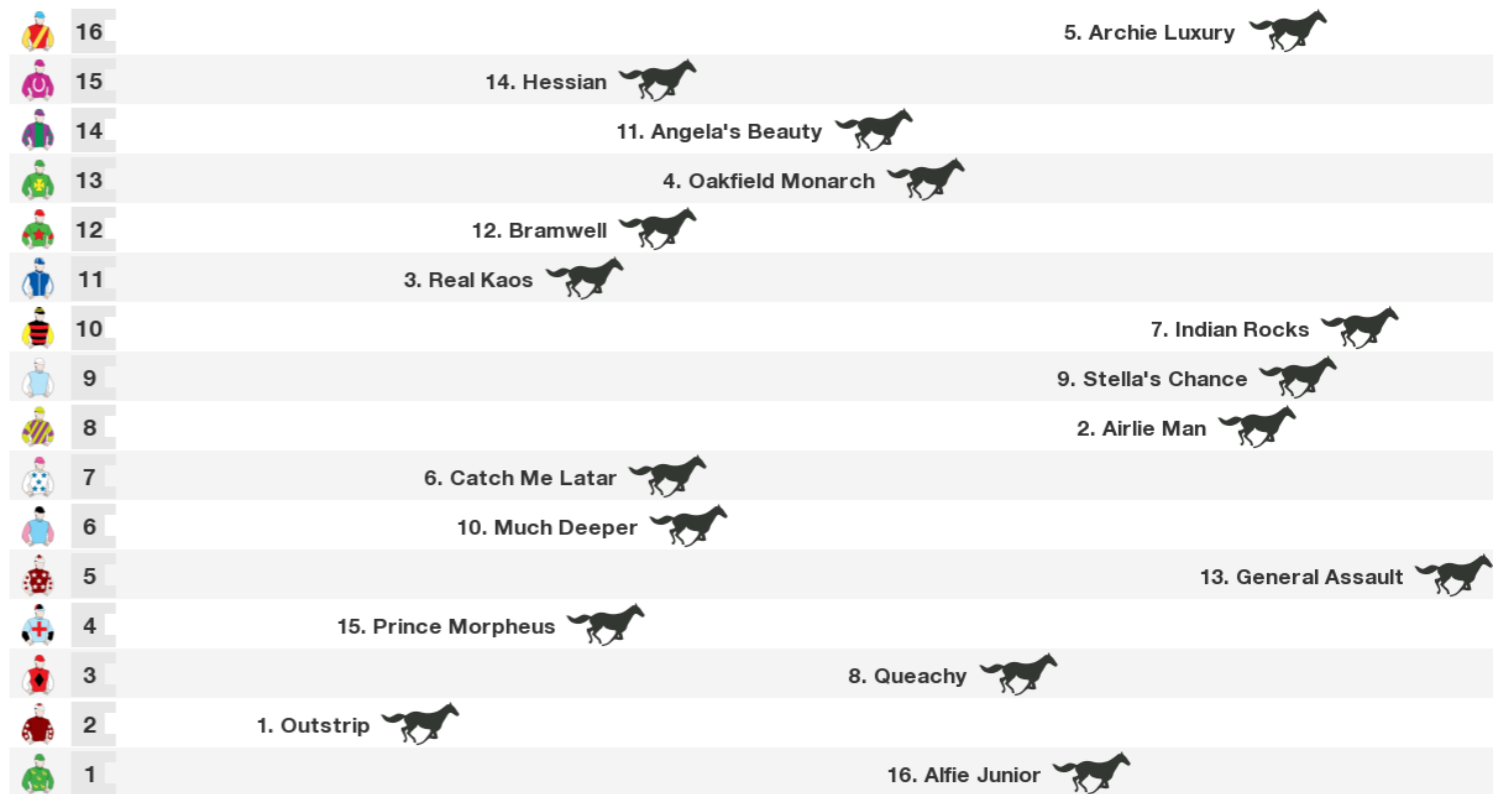 16 5. Archie Luxury
15 14. Hessian
14 11. Angela's Beauty
13 4. Oakfield Monarch
12 12. Bramwell
11 3. Real Kaos
10 7. Indian Rocks
9 9. Stella's Chance
8 2. Airlie Man
7 6. Catch Me Latar
6 10. Much Deeper
5 13. General Assault
4 15. Prince Morpheus
3 8. Queachy
2 1. Outstrip
1 16. Alfie Junior